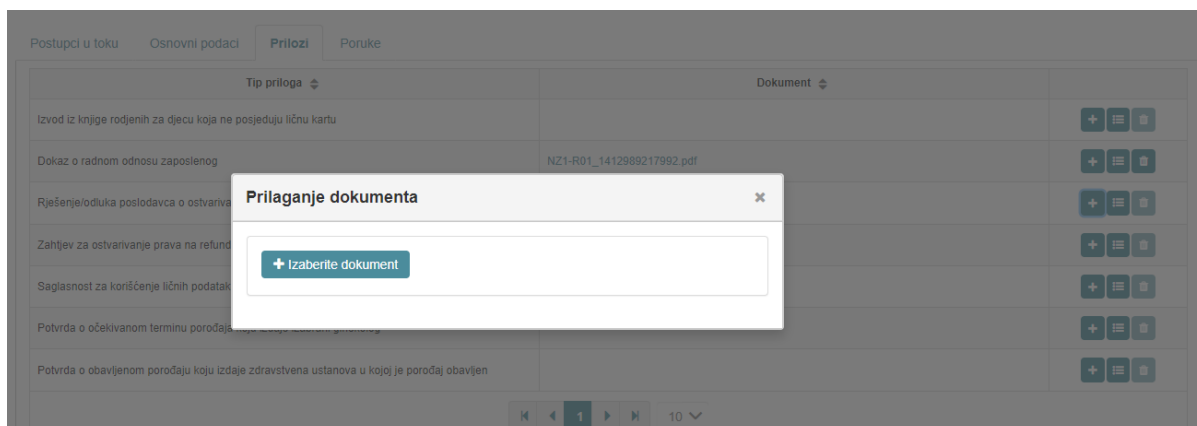 Postupci u toku Osnovni podaci Prilozi Poruke
Tip priloga Dokument
Izvod iz knjige rodjenih za djecu koja ne posjeduju ličnu kartu
Dokaz o radnom odnosu zaposlenog NZ1-R01_1412989217992.pdf
Prilaganje dokumenta
Rješenje/odluka poslodavca o ostvariva
Zahtjev za ostvarivanje prava na refund
Izaberite dokument
Saglasnost za korišćenje ličnih podatak
Potvrda o očekivanom terminu porođaja
Potvrda o obavljenom porođaju koju izdaje zdravstvena ustanova u kojoj je porođaj obavljen
1 10